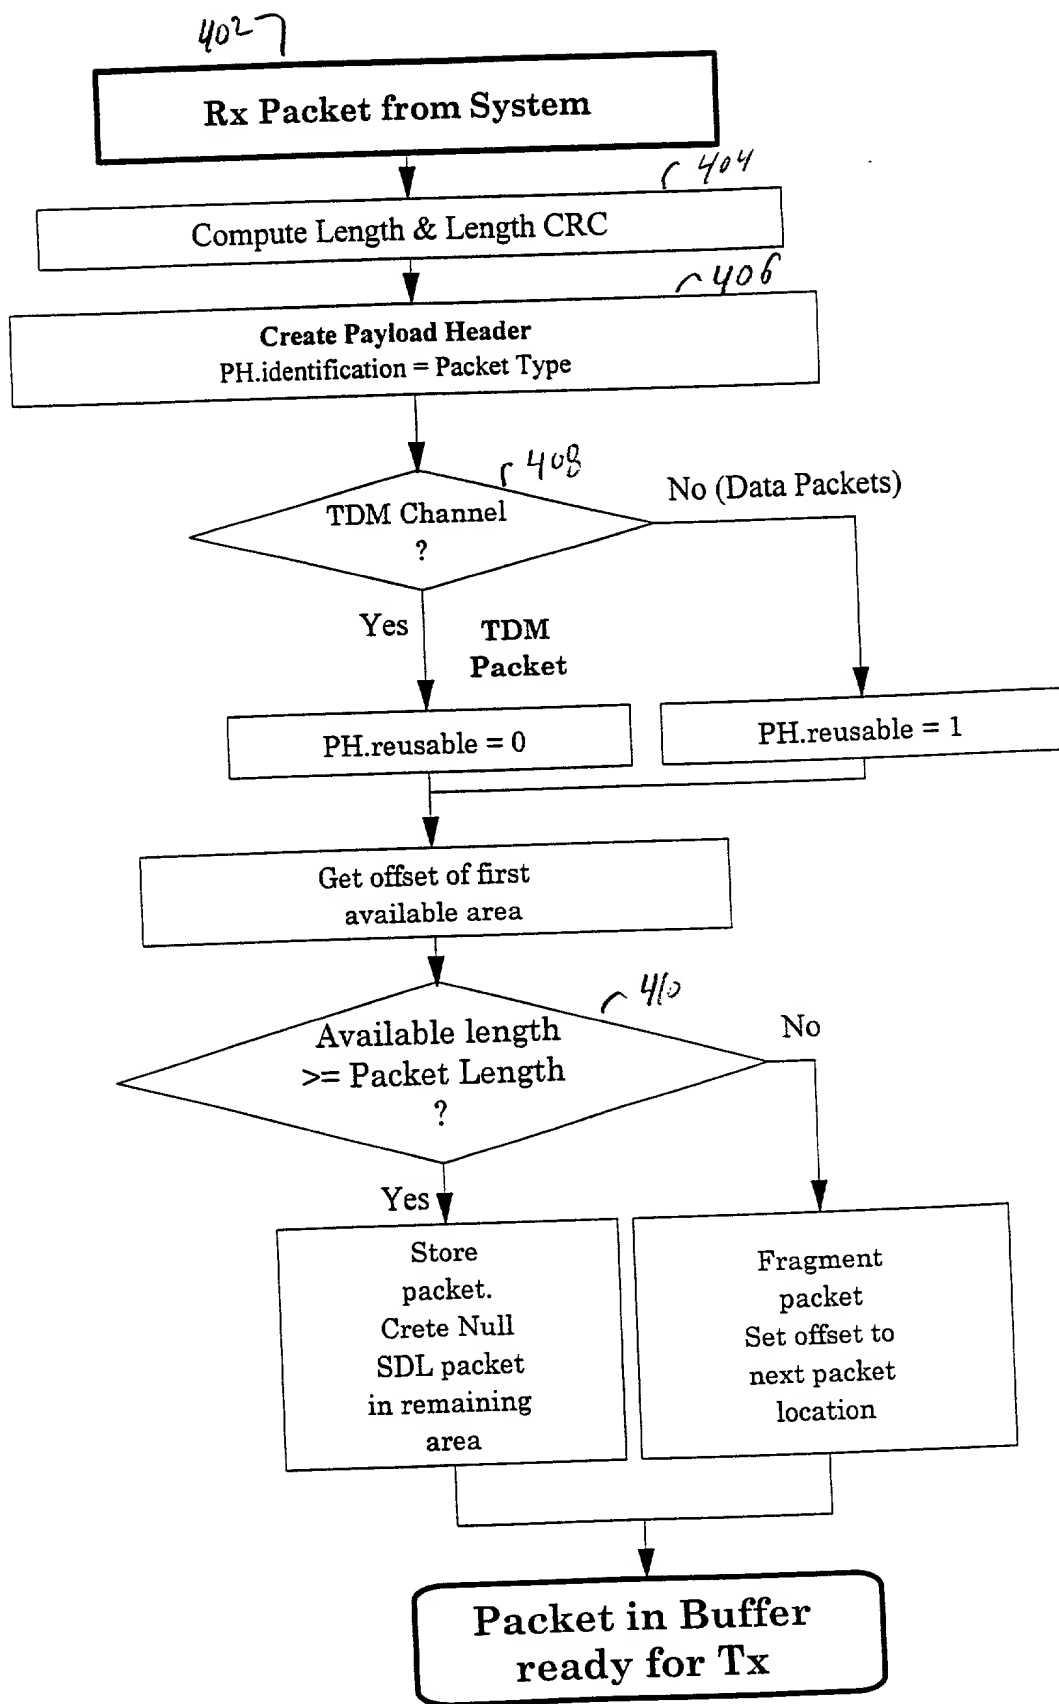 402
Rx Packet from System
404
Compute Length & Length CRC
406
Create Payload Header
PH.identification = Packet Type
408
TDM Channel
?
No (Data Packets)
Yes
TDM
Packet
PH.reusable = 0
PH.reusable = 1
Get offset of first
available area
410
Available length
>= Packet Length
?
No
Yes
Store
packet.
Crete Null
SDL packet
in remaining
area
Fragment
packet
Set offset to
next packet
location
Packet in Buffer
ready for Tx